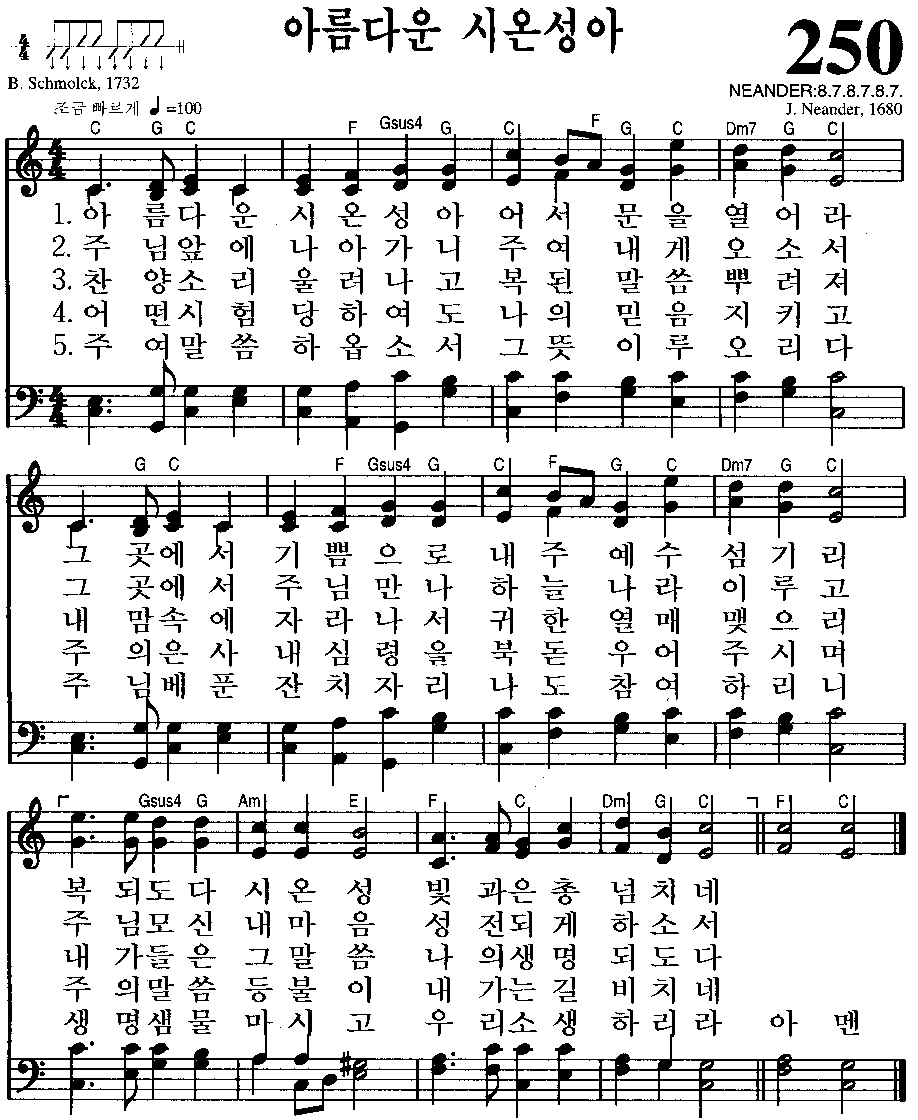 아름다운 시온성아
250
4/4
B. Schmolck, 1732
NEANDER:8.7.8.7.8.7.
조금 빠르게 ♩=100
J. Neander, 1680
C G C F Gsus4 G C F G C Dm7 G C
1. 아 름다 운 시 온 성 아 어 서 문 을 열 어 라
2. 주 님앞 에 나 아 가 니 주 여 내 게 오 소 서
3. 찬 양소 리 울 려 나 고 복 된 말 씀 뿌 려 져
4. 어 떤시 험 당 하 여 도 나 의 믿 음 지 키 고
5. 주 여말 씀 하 옵 소 서 그 뜻 이 루 오 리 다
G C F Gsus4 G C F G C Dm7 G C
그 곳에 서 기 쁨 으 로 내 주 예 수 섬 기 리
그 곳에 서 주 님 만 나 하 늘 나 라 이 루 고
내 맘속 에 자 라 나 서 귀 한 열 매 맺 으 리
주 의은 사 내 심 령 을 북 돋 우 어 주 시 며
주 님베 푼 잔 치 자 리 나 도 참 여 하 리 니
Gsus4 G Am E F C Dm G C F C
복 되도 다 시 온 성 빛 과은 총 넘 치 네
주 님모 신 내 마 음 성 전되 게 하 소 서
내 가들 은 그 말 씀 나 의생 명 되 도 다
주 의말 씀 등 불 이 내 가는 길 비 치 네
생 명샘 물 마 시 고 우 리소 생 하 리 라 아 멘